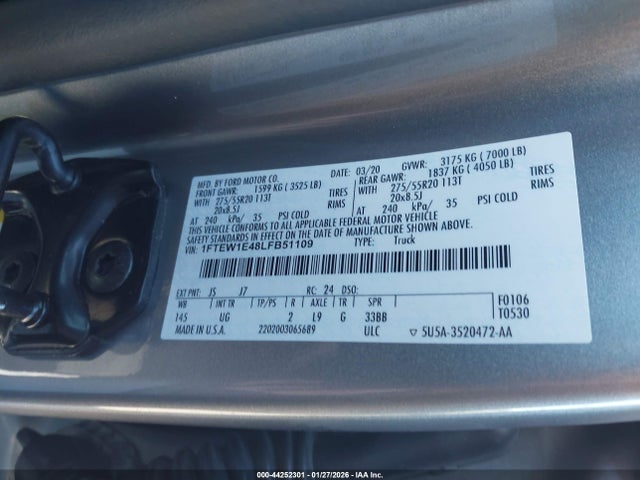 MFD. BY FORD MOTOR CO. 03/20 GVWR: 3175 KG ( 7000 LB)
FRONT GAWR: 1599 KG ( 3525 LB) REAR GAWR: 1837 KG ( 4050 LB)
WITH 275/55R20 113T TIRES WITH 275/55R20 113T TIRES
20x8.5J RIMS 20x8.5J RIMS
AT 240 kPa/ 35 PSI COLD AT 240 kPa/ 35 PSI COLD
THIS VEHICLE CONFORMS TO ALL APPLICABLE FEDERAL MOTOR VEHICLE
SAFETY AND THEFT PREVENTION STANDARDS IN EFFECT ON THE DATE OF MANUFACTURE SHOWN ABOVE.
VIN: 1FTEW1E48LFB51109 TYPE: Truck
EXT PNT: J5 J7 RC: 24 DSO:
WB INT TR TP/PS R AXLE TR SPR F0106
145 UG 2 L9 G 33BB T0530
MADE IN U.S.A. 2202003065689 ULC ▽ 5U5A-3520472-AA
000-44252301 - 01/27/2026 - IAA Inc.